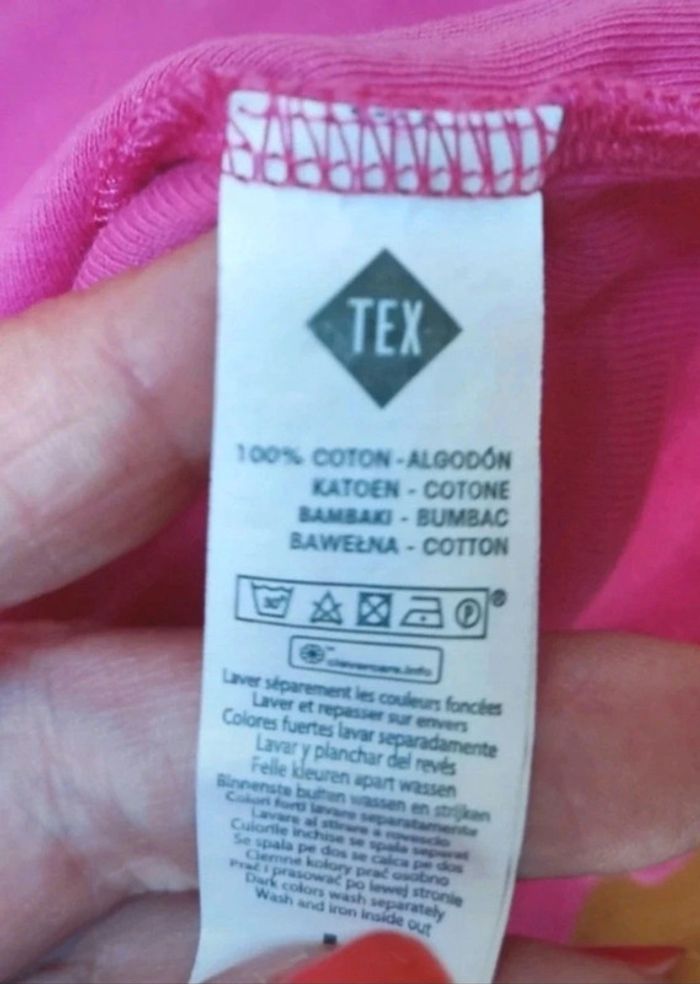 TEX
100% COTON - ALGODÓN
KATOEN - COTONE
BAMBAKI - BUMBAC
BAWEŁNA - COTTON
30°
P
®
clevercare.info
Laver séparement les couleurs foncées
Laver et repasser sur envers
Colores fuertes lavar separadamente
Lavar y planchar del revés
Felle kleuren apart wassen
Binnenste buiten wassen en strijken
Colori forti lavare separatamente
Lavare al stirare a rovescio
Culorile inchise se spala separat
Se spala pe dos se calca pe dos
Ciemne kolory prać osobno
Prać i prasować po lewej stronie
Dark colors wash separately
Wash and iron inside out